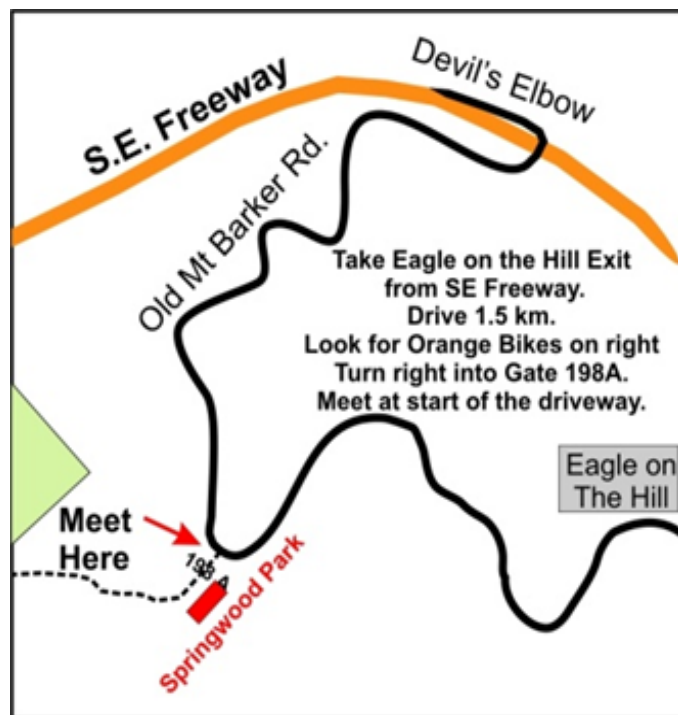 Devil's Elbow
S.E. Freeway
Old Mt Barker Rd.
Take Eagle on the Hill Exit
from SE Freeway.
Drive 1.5 km.
Look for Orange Bikes on right
Turn right into Gate 198A.
Meet at start of the driveway.
Eagle on
The Hill
Meet
Here
198 A
Springwood Park